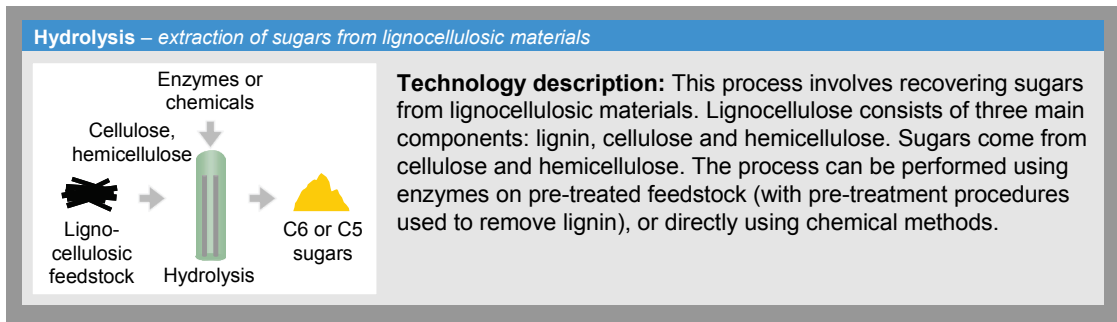 Hydrolysis – extraction of sugars from lignocellulosic materials
Enzymes or
chemicals
Cellulose,
hemicellulose
Ligno-
cellulosic
feedstock
Hydrolysis
C6 or C5
sugars
Technology description: This process involves recovering sugars
from lignocellulosic materials. Lignocellulose consists of three main
components: lignin, cellulose and hemicellulose. Sugars come from
cellulose and hemicellulose. The process can be performed using
enzymes on pre-treated feedstock (with pre-treatment procedures
used to remove lignin), or directly using chemical methods.